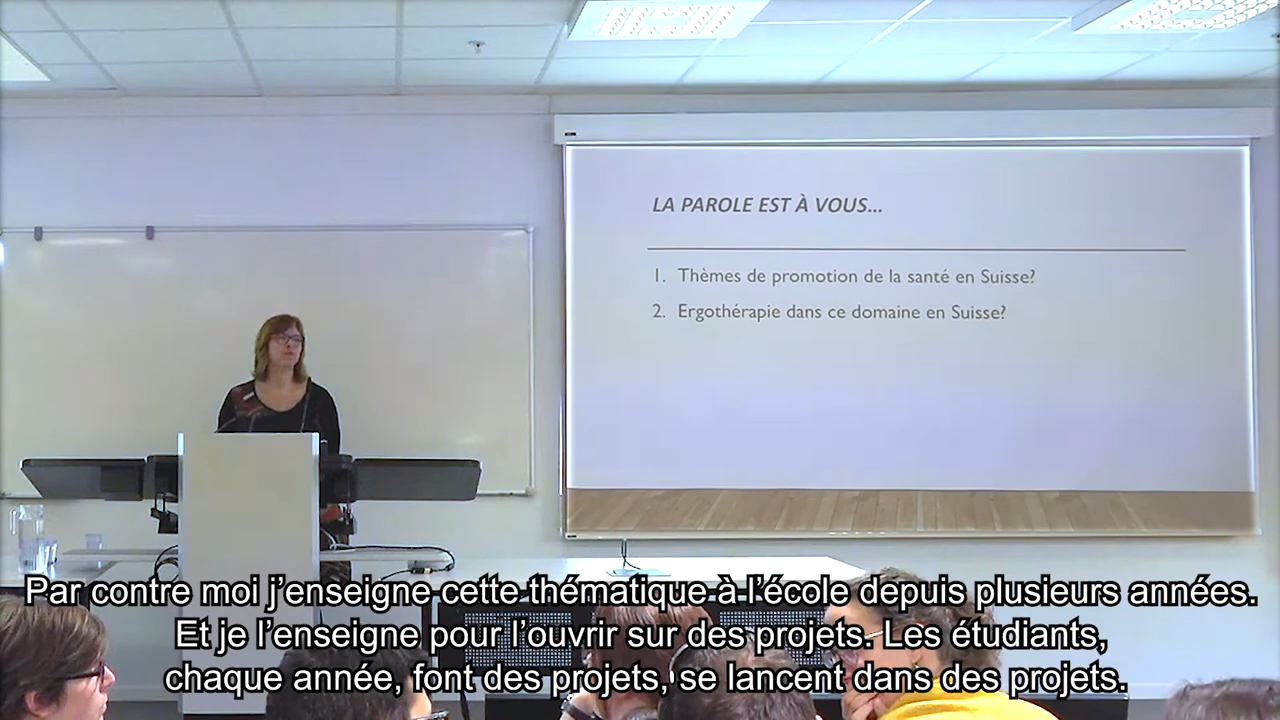 LA PAROLE EST À VOUS...
1. Thèmes de promotion de la santé en Suisse?
2. Ergothérapie dans ce domaine en Suisse?
Par contre moi j'enseigne cette thématique à l'école depuis plusieurs années.
Et je l'enseigne pour l'ouvrir sur des projets. Les étudiants,
chaque année, font des projets, se lancent dans des projets.